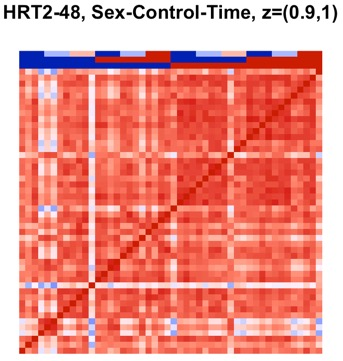 HRT2-48, Sex-Control-Time, z=(0.9,1)